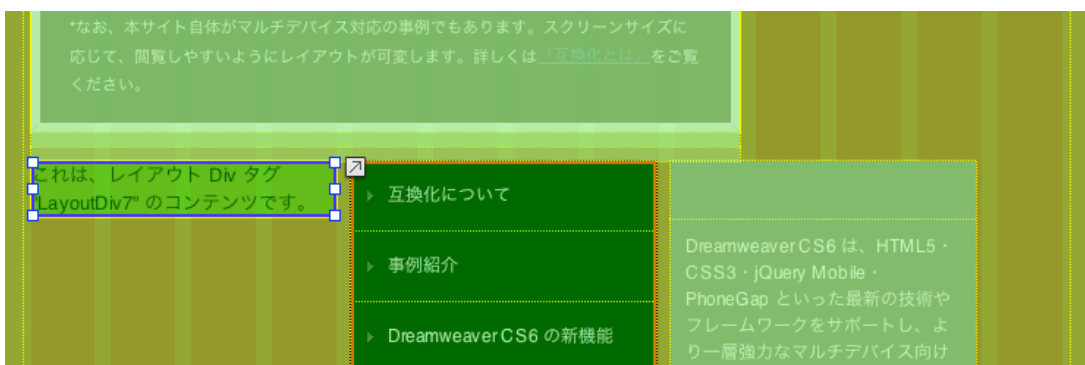 *なお、本サイト自体がマルチデバイス対応の事例でもあります。スクリーンサイズに
応じて、閲覧しやすいようにレイアウトが可変します。詳しくは「互換化とは」をご覧
ください。
これは、レイアウト Div タグ
"LayoutDiv7" のコンテンツです。
互換化について
事例紹介
Dreamweaver CS6 の新機能
Dreamweaver CS6 は、HTML5・
CSS3・jQuery Mobile・
PhoneGap といった最新の技術や
フレームワークをサポートし、よ
り一層強力なマルチデバイス向け